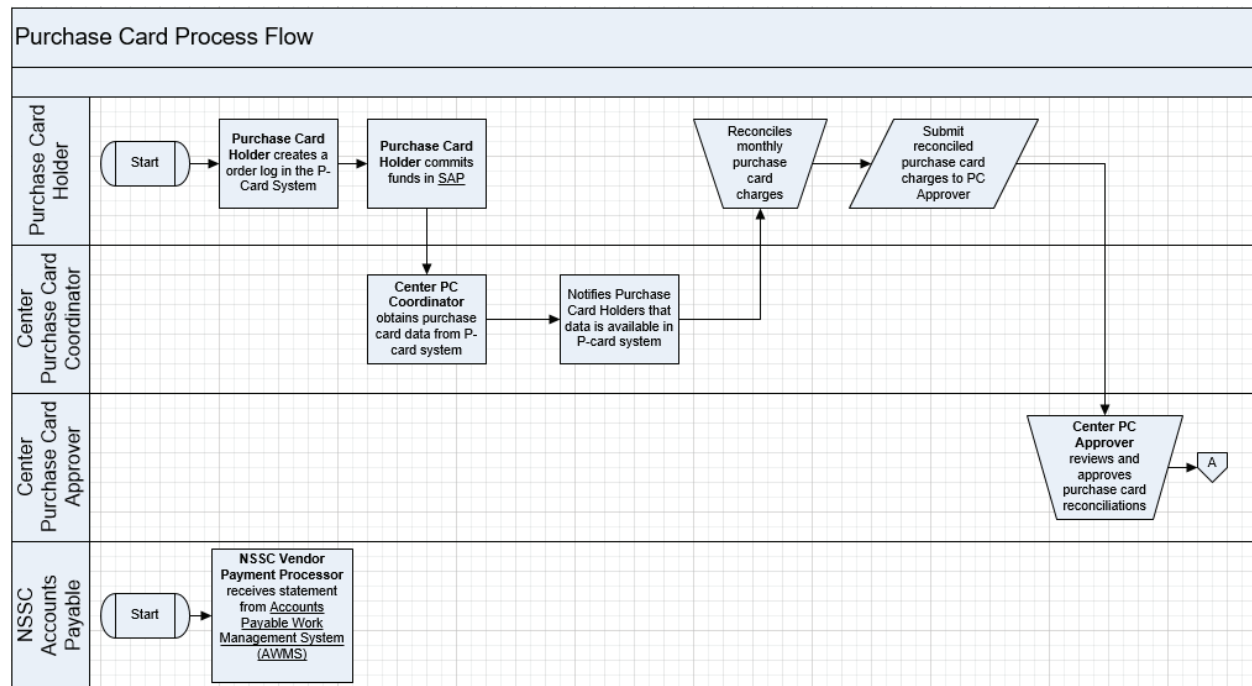 Purchase Card Process Flow
Purchase Card
Holder
Start
Purchase Card
Holder creates a
order log in the P-
Card System
Purchase Card
Holder commits
funds in SAP
Reconciles
monthly
purchase
card
charges
Submit
reconciled
purchase card
charges to PC
Approver
Center
Purchase Card
Coordinator
Center PC
Coordinator
obtains purchase
card data from P-
card system
Notifies Purchase
Card Holders that
data is available in
P-card system
Center
Purchase Card
Approver
Center PC
Approver
reviews and
approves
purchase card
reconciliations
A
NSSC
Accounts
Payable
Start
NSSC Vendor
Payment Processor
receives statement
from Accounts
Payable Work
Management System
(AWMS)